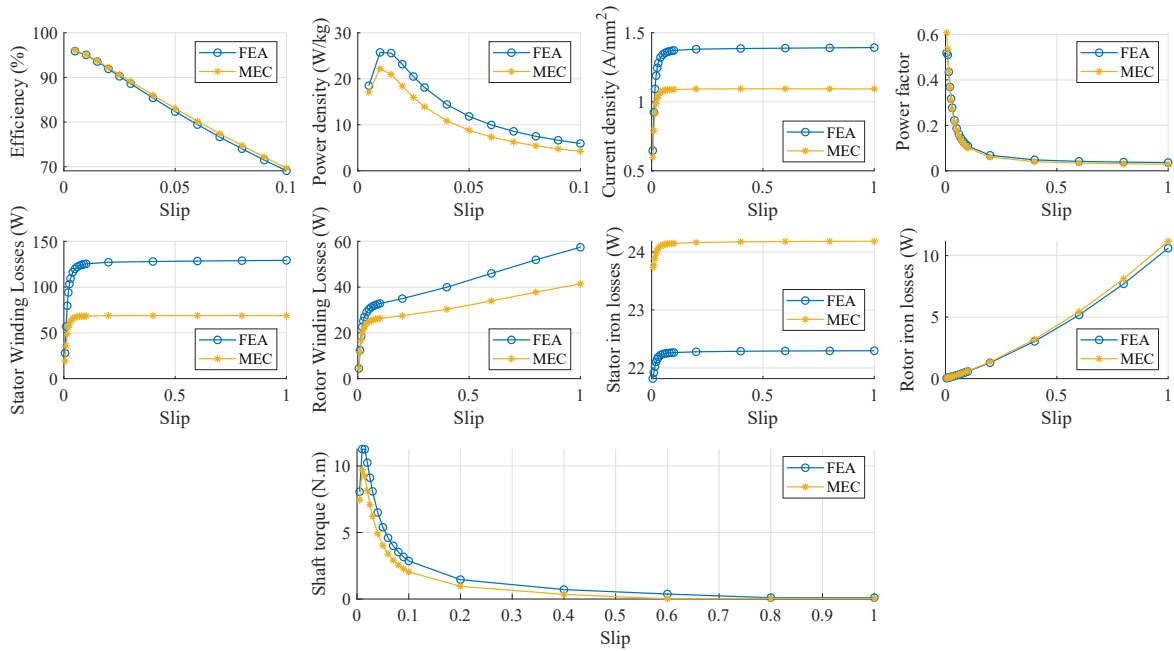 Efficiency (%)
100
90
80
70
0
0.05
0.1
Slip
FEA
MEC
Power density (W/kg)
30
20
10
0
0
0.05
0.1
Slip
FEA
MEC
Current density (A/mm²)
1.5
1
0.5
0
0.5
1
Slip
FEA
MEC
Power factor
0.6
0.4
0.2
0
0
0.5
1
Slip
FEA
MEC
Stator Winding Losses (W)
150
100
50
0
0
0.5
1
Slip
FEA
MEC
Rotor Winding Losses (W)
60
40
20
0
0
0.5
1
Slip
FEA
MEC
Stator iron losses (W)
24
23
22
0
0.5
1
Slip
FEA
MEC
Rotor iron losses (W)
10
5
0
0
0.5
1
Slip
FEA
MEC
Shaft torque (N.m)
10
5
0
0
0.1
0.2
0.3
0.4
0.5
0.6
0.7
0.8
0.9
1
Slip
FEA
MEC